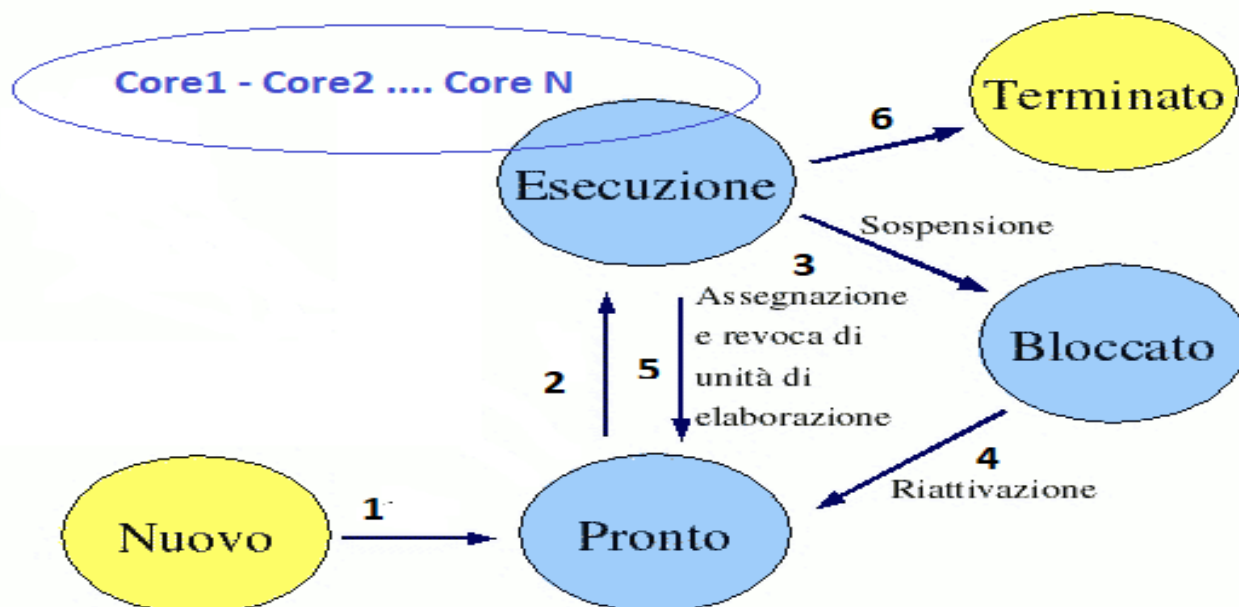 Core1 - Core2 .... Core N
Terminato
6
Esecuzione
Sospensione
3
Assegnazione
e revoca di
unità di
elaborazione
Bloccato
2
5
4
Riattivazione
1
Nuovo
Pronto